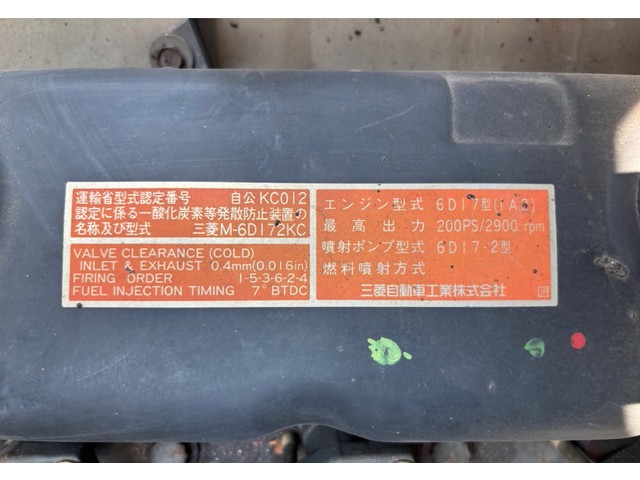 運輸省型式認定番号 自公KC012
認定に係る一酸化炭素等発散防止装置の
名称及び型式 三菱M-6D172KC
VALVE CLEARANCE (COLD)
INLET & EXHAUST 0.4mm(0.016in)
FIRING ORDER 1-5-3-6-2-4
FUEL INJECTION TIMING 7° BTDC
エンジン型式 6D17型
最高出力 200PS/2900 rpm
噴射ポンプ型式 6D17-2型
燃料噴射方式
三菱自動車工業株式会社